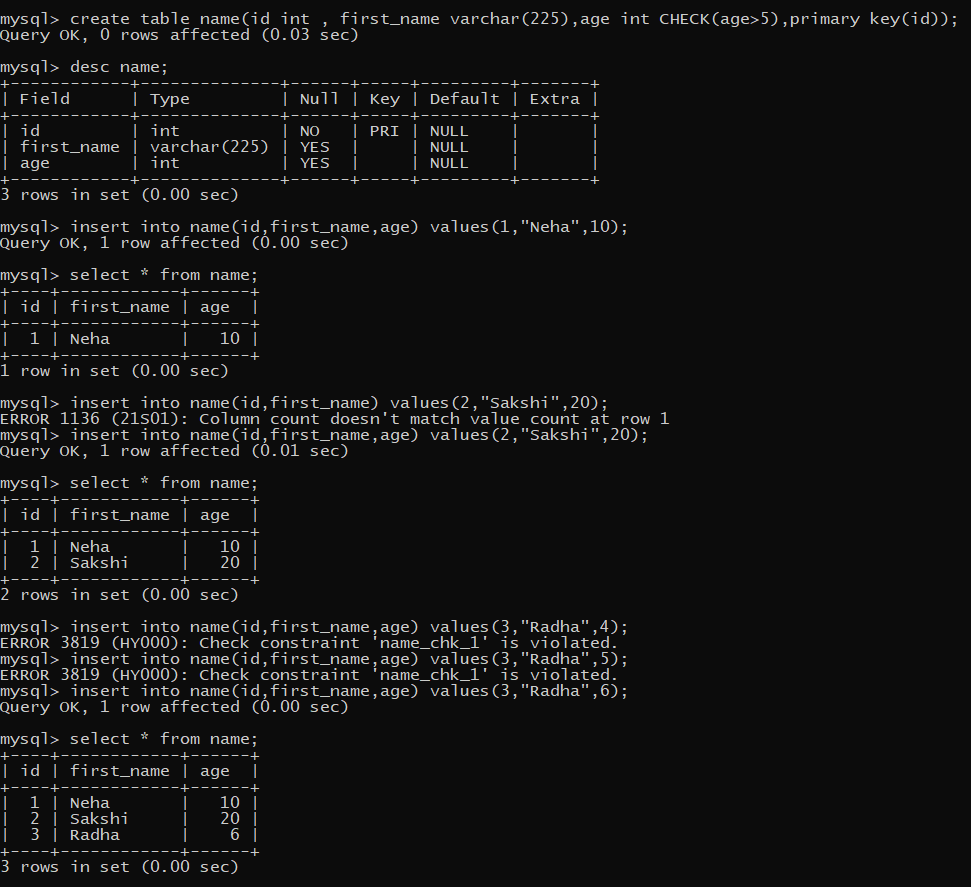 mysql> create table name(id int , first_name varchar(225),age int CHECK(age>5),primary key(id));
Query OK, 0 rows affected (0.03 sec)
mysql> desc name;
+------------+--------------+------+-----+---------+-------+
| Field      | Type         | Null | Key | Default | Extra |
+------------+--------------+------+-----+---------+-------+
| id         | int          | NO   | PRI | NULL    |       |
| first_name | varchar(225) | YES  |     | NULL    |       |
| age        | int          | YES  |     | NULL    |       |
+------------+--------------+------+-----+---------+-------+
3 rows in set (0.00 sec)
mysql> insert into name(id,first_name,age) values(1,"Neha",10);
Query OK, 1 row affected (0.00 sec)
mysql> select * from name;
+----+------------+------+
| id | first_name | age  |
+----+------------+------+
|  1 | Neha       |   10 |
+----+------------+------+
1 row in set (0.00 sec)
mysql> insert into name(id,first_name) values(2,"Sakshi",20);
ERROR 1136 (21S01): Column count doesn't match value count at row 1
mysql> insert into name(id,first_name,age) values(2,"Sakshi",20);
Query OK, 1 row affected (0.01 sec)
mysql> select * from name;
+----+------------+------+
| id | first_name | age  |
+----+------------+------+
|  1 | Neha       |   10 |
|  2 | Sakshi     |   20 |
+----+------------+------+
2 rows in set (0.00 sec)
mysql> insert into name(id,first_name,age) values(3,"Radha",4);
ERROR 3819 (HY000): Check constraint 'name_chk_1' is violated.
mysql> insert into name(id,first_name,age) values(3,"Radha",5);
ERROR 3819 (HY000): Check constraint 'name_chk_1' is violated.
mysql> insert into name(id,first_name,age) values(3,"Radha",6);
Query OK, 1 row affected (0.00 sec)
mysql> select * from name;
+----+------------+------+
| id | first_name | age  |
+----+------------+------+
|  1 | Neha       |   10 |
|  2 | Sakshi     |   20 |
|  3 | Radha      |    6 |
+----+------------+------+
3 rows in set (0.00 sec)